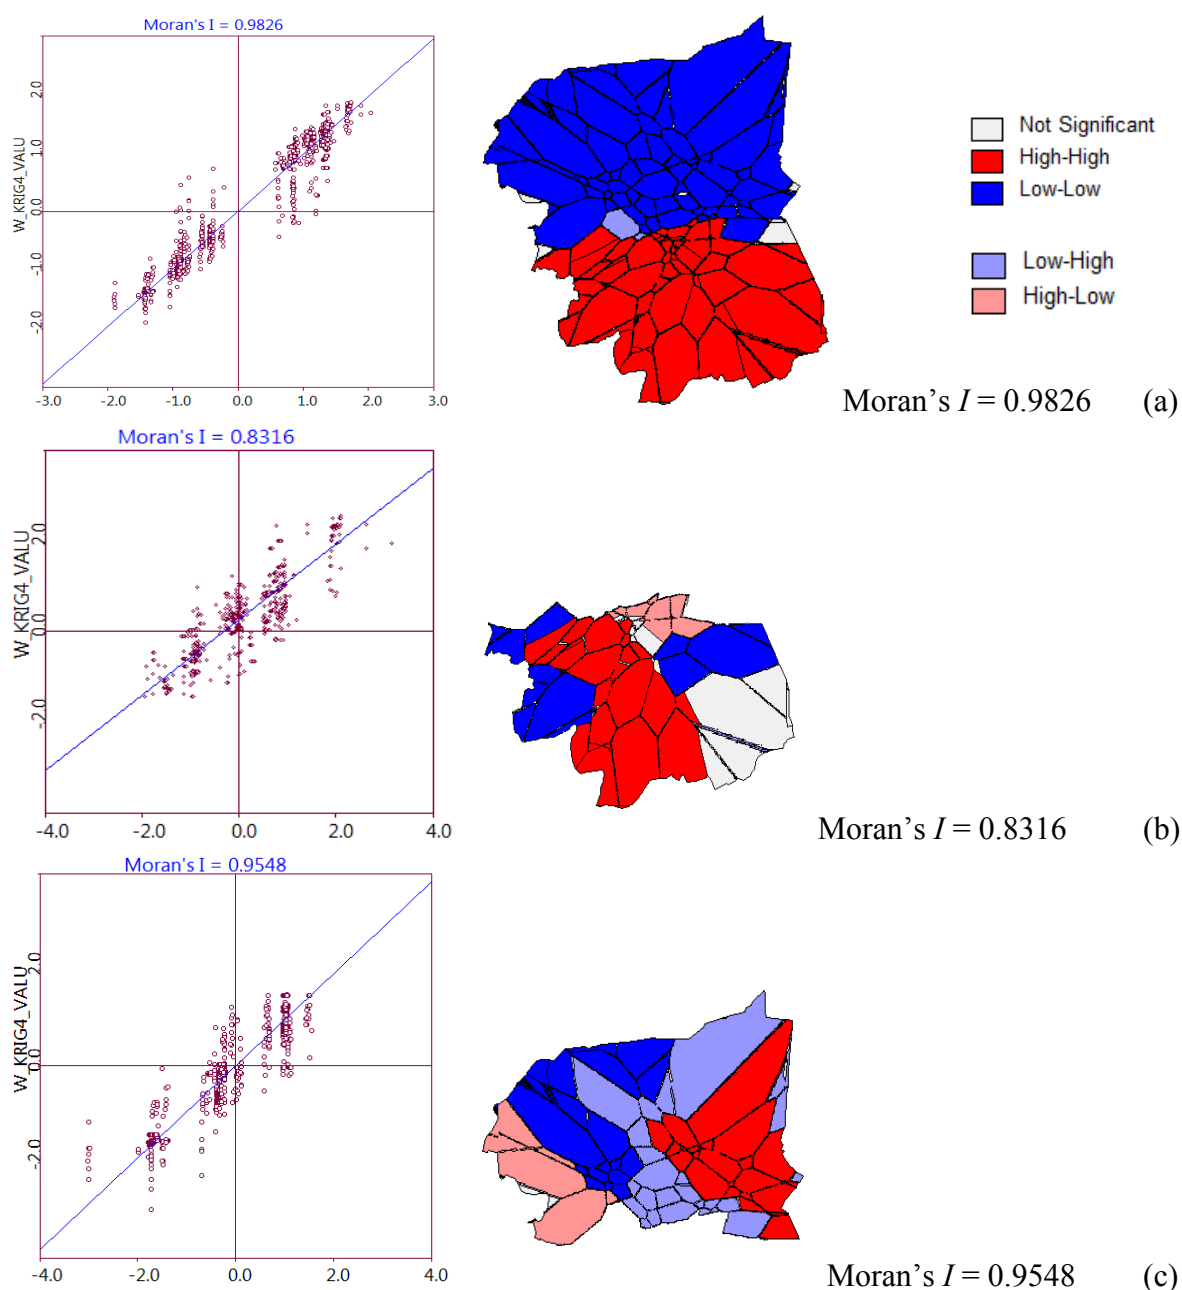 Moran's I = 0.9826
W_KRIG4_VALU
2.0
1.0
0.0
-1.0
-2.0
-3.0 -2.0 -1.0 0.0 1.0 2.0 3.0
Not Significant
High-High
Low-Low
Low-High
High-Low
Moran's I = 0.9826 (a)
Moran's I = 0.8316
W_KRIG4_VALU
2.0
0.0
-2.0
-4.0 -2.0 0.0 2.0 4.0
Moran's I = 0.8316 (b)
Moran's I = 0.9548
W_KRIG4_VALU
2.0
0.0
-2.0
-4.0 -2.0 0.0 2.0 4.0
Moran's I = 0.9548 (c)